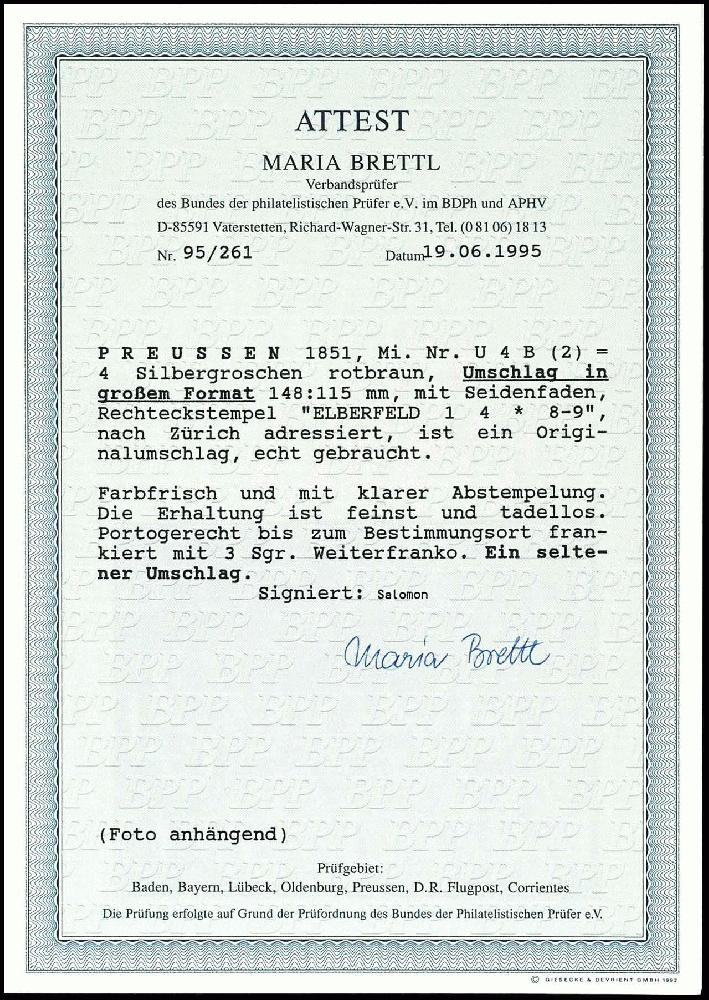 ATTEST
MARIA BRETTL
Verbandsprüfer
des Bundes der philatelistischen Prüfer e.V. im BDPh und APHV
D-85591 Vaterstetten, Richard-Wagner-Str. 31, Tel. (0 81 06) 18 13
Nr. 95/261 Datum 19.06.1995
P R E U S S E N 1851, Mi. Nr. U 4 B (2) =
4 Silbergroschen rotbraun, Umschlag in
großem Format 148:115 mm, mit Seidenfaden,
Rechteckstempel "ELBERFELD 1 4 * 8-9",
nach Zürich adressiert, ist ein Origi-
nalumschlag, echt gebraucht.
Farbfrisch und mit klarer Abstempelung.
Die Erhaltung ist feinst und tadellos.
Portogerecht bis zum Bestimmungsort fran-
kiert mit 3 Sgr. Weiterfranko. Ein selte-
ner Umschlag.
Signiert: Salomon
Maria Brettl
(Foto anhängend)
Prüfgebiet:
Baden, Bayern, Lübeck, Oldenburg, Preussen, D.R. Flugpost, Corrientes
Die Prüfung erfolgte auf Grund der Prüfordnung des Bundes der Philatelistischen Prüfer e.V.
© GIESECKE & DEVRIENT GMBH 1992